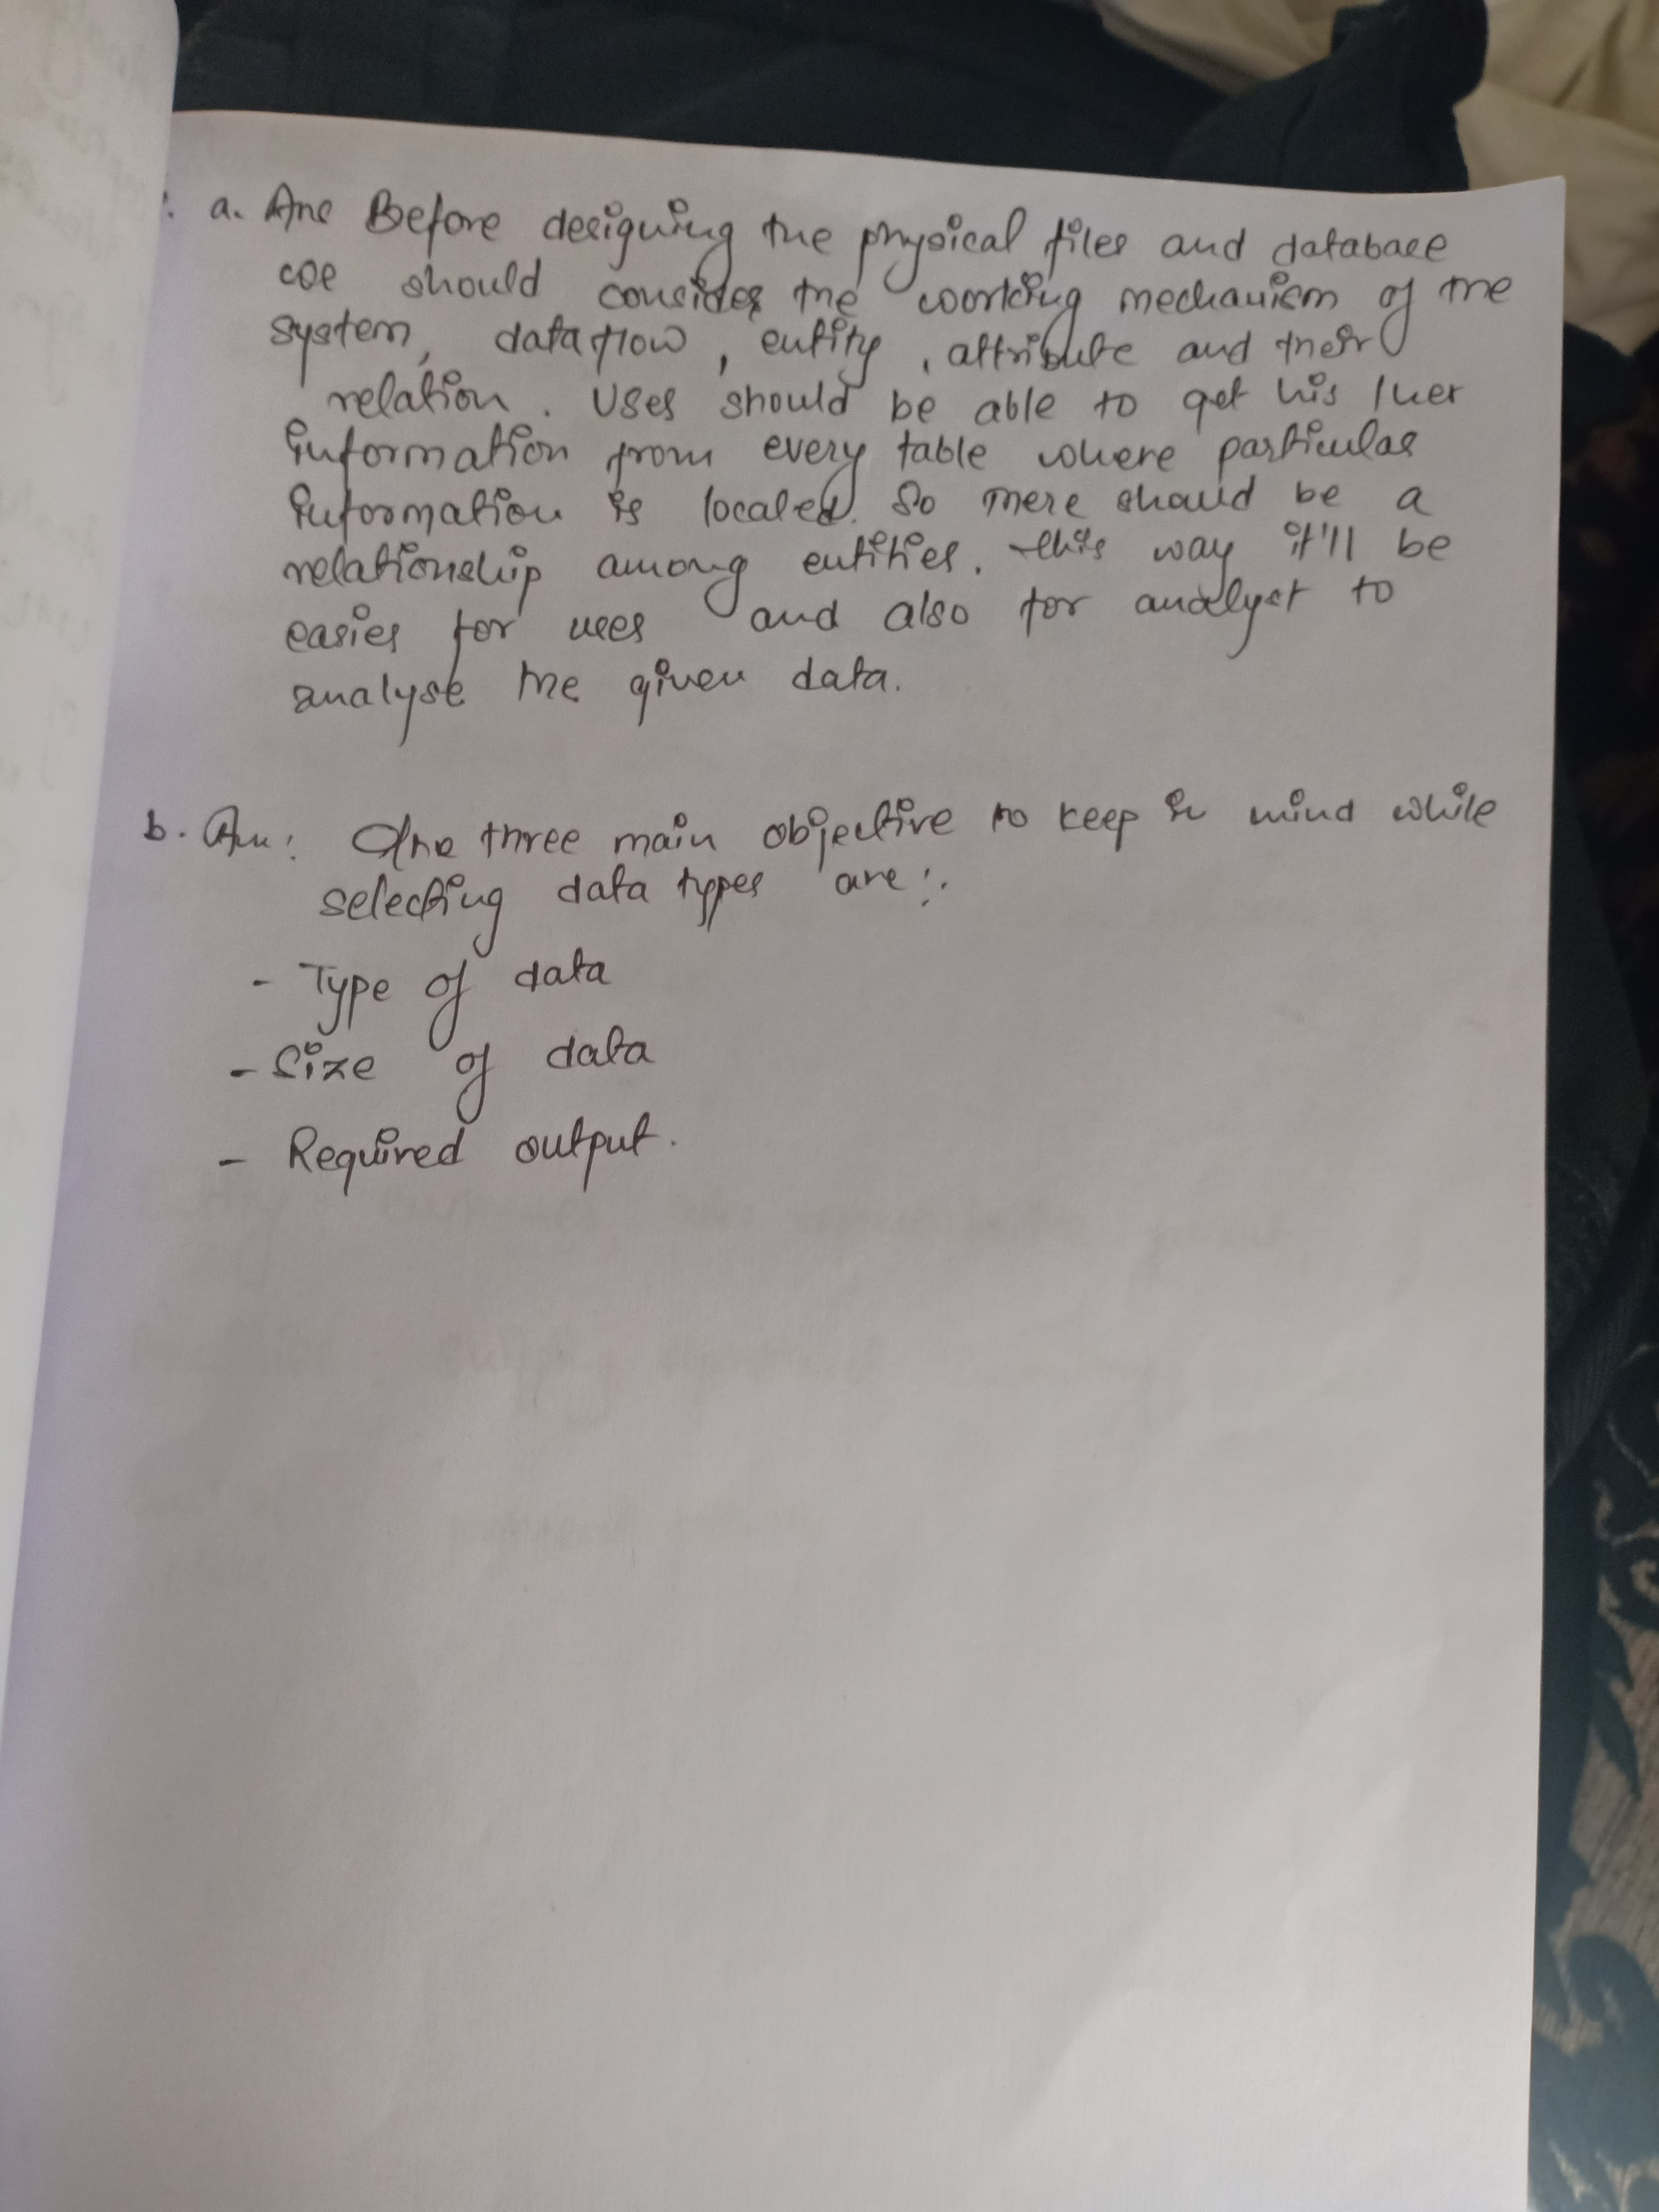 a. Ans Before designing the physical files and database
we should consider the working mechanism of the
system, dataflow, entity, attribute and their
relation. User should be able to get his/her
information from every table where particular
information is located. So there should be a
relationship among entities. this way it'll be
easier for user and also for analyst to
analyse the given data.
b. Ans: The three main objective to keep in mind while
selecting data types are:
- Type of data
- Size of data
- Required output.